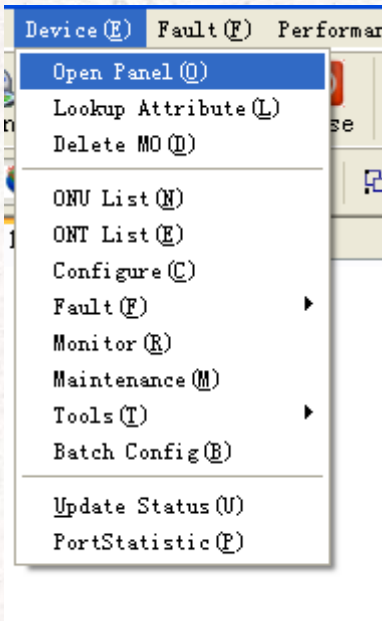 Device(E) Fault(F) Performan
Open Panel(O)
Lookup Attribute(L)
se
Delete MO(D)
ONU List(N)
ONT List(E)
Configure(C)
Fault(F)
Monitor(R)
Maintenance(M)
Tools(T)
Batch Config(B)
Update Status(U)
PortStatistic(P)